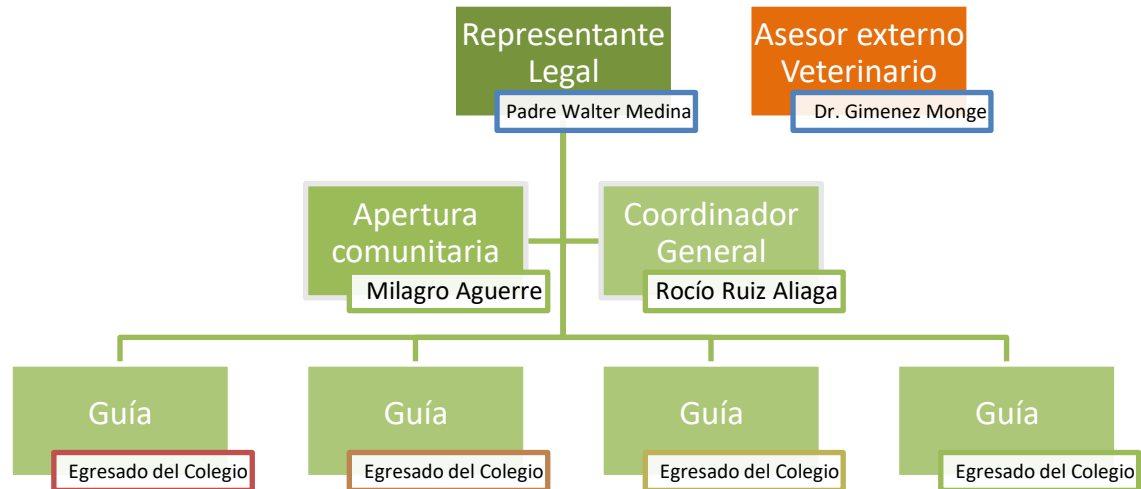 Representante
Legal
Padre Walter Medina
Asesor externo
Veterinario
Dr. Gimenez Monge
Apertura
comunitaria
Milagro Aguerre
Coordinador
General
Rocío Ruiz Aliaga
Guía
Egresado del Colegio
Guía
Egresado del Colegio
Guía
Egresado del Colegio
Guía
Egresado del Colegio